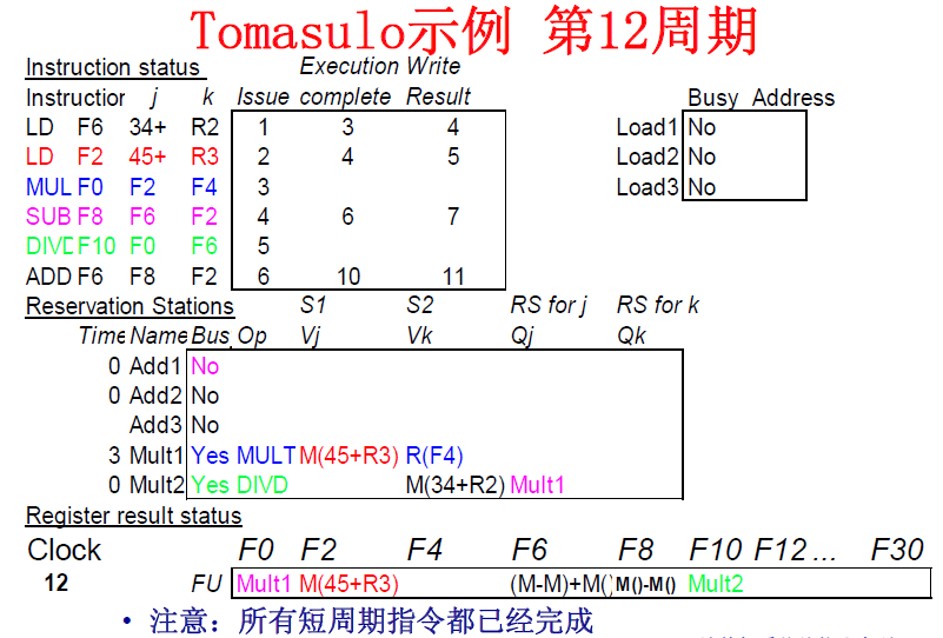 Tomasulo示例 第12周期
Instruction status Execution Write
Instruction j k Issue complete Result Busy Address
LD F6 34+ R2 1 3 4 Load1 No
LD F2 45+ R3 2 4 5 Load2 No
MUL F0 F2 F4 3 Load3 No
SUB F8 F6 F2 4 6 7
DIVD F10 F0 F6 5
ADD F6 F8 F2 6 10 11
Reservation Stations S1 S2 RS for j RS for k
Time Name Bus Op Vj Vk Qj Qk
0 Add1 No
0 Add2 No
Add3 No
3 Mult1 Yes MULT M(45+R3) R(F4)
0 Mult2 Yes DIVD M(34+R2) Mult1
Register result status
Clock F0 F2 F4 F6 F8 F10 F12 ... F30
12 FU Mult1 M(45+R3) (M-M)+M() M()-M() Mult2
• 注意：所有短周期指令都已经完成